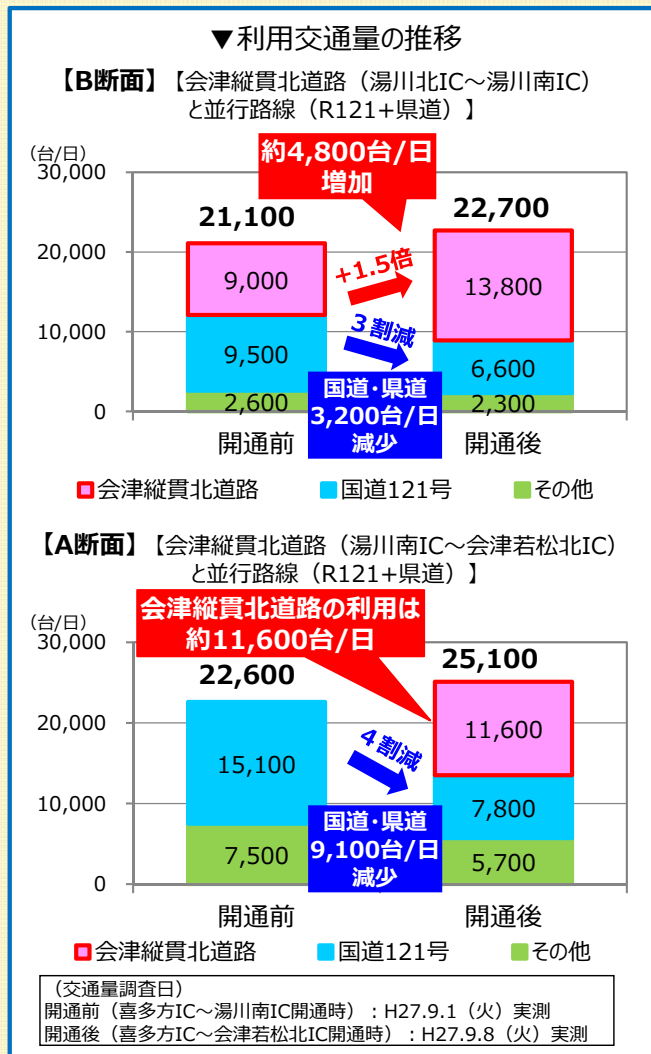 ▼利用交通量の推移
【B断面】【会津縦貫北道路（湯川北IC～湯川南IC）
と並行路線（R121+県道）】
（台/日）
約4,800台/日
増加
30,000
20,000
10,000
0
21,100
22,700
9,000
9,500
2,600
+1.5倍
3割減
国道・県道
3,200台/日
減少
13,800
6,600
2,300
開通前
開通後
会津縦貫北道路
国道121号
その他
【A断面】【会津縦貫北道路（湯川南IC～会津若松北IC）
と並行路線（R121+県道）】
（台/日）
会津縦貫北道路の利用は
約11,600台/日
30,000
20,000
10,000
0
22,600
25,100
15,100
7,500
4割減
国道・県道
9,100台/日
減少
11,600
7,800
5,700
開通前
開通後
会津縦貫北道路
国道121号
その他
（交通量調査日）
開通前（喜多方IC～湯川南IC開通時）：H27.9.1（火）実測
開通後（喜多方IC～会津若松北IC開通時）：H27.9.8（火）実測